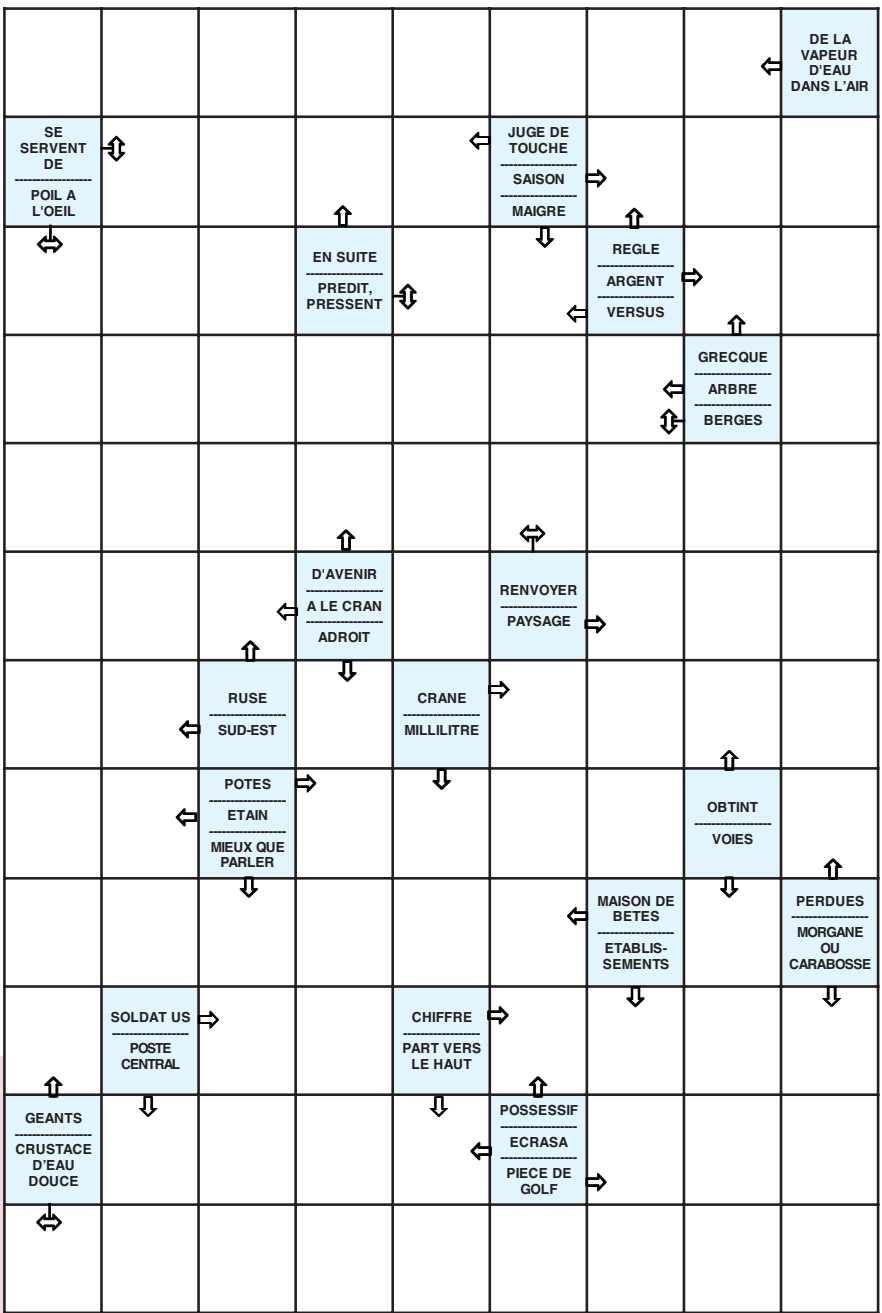 DE LA
VAPEUR
D'EAU
DANS L'AIR
SE
SERVENT
DE
POIL A
L'OEIL
JUGE DE
TOUCHE
SAISON
MAIGRE
EN SUITE
PREDIT,
PRESSENT
REGLE
ARGENT
VERSUS
GRECQUE
ARBRE
BERGES
D'AVENIR
A LE CRAN
ADROIT
RENVOYER
PAYSAGE
RUSE
SUD-EST
CRANE
MILLILITRE
POTES
ETAIN
MIEUX QUE
PARLER
OBTINT
VOIES
MAISON DE
BETES
ETABLIS-
SEMENTS
PERDUES
MORGANE
OU
CARABOSSE
SOLDAT US
POSTE
CENTRAL
CHIFFRE
PART VERS
LE HAUT
GEANTS
CRUSTACE
D'EAU
DOUCE
POSSESSIF
ECRASA
PIECE DE
GOLF